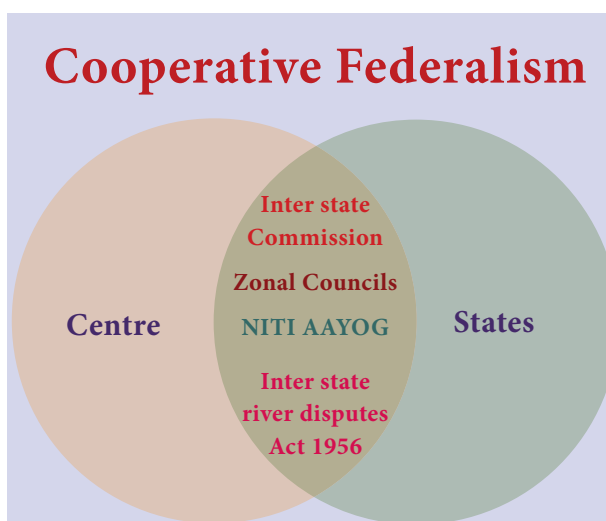 Cooperative Federalism
Inter state
Commission
Zonal Councils
Centre
NITI AAYOG
States
Inter state
river disputes
Act 1956